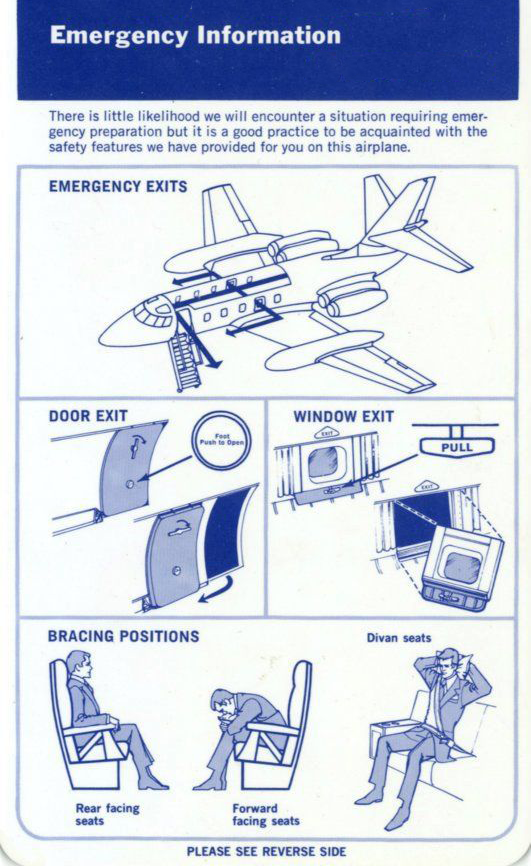 Emergency Information
There is little likelihood we will encounter a situation requiring emer-
gency preparation but it is a good practice to be acquainted with the
safety features we have provided for you on this airplane.
EMERGENCY EXITS
DOOR EXIT
Foot
Push to Open
WINDOW EXIT
EXIT
PULL
EXIT
BRACING POSITIONS
Divan seats
Rear facing
seats
Forward
facing seats
PLEASE SEE REVERSE SIDE